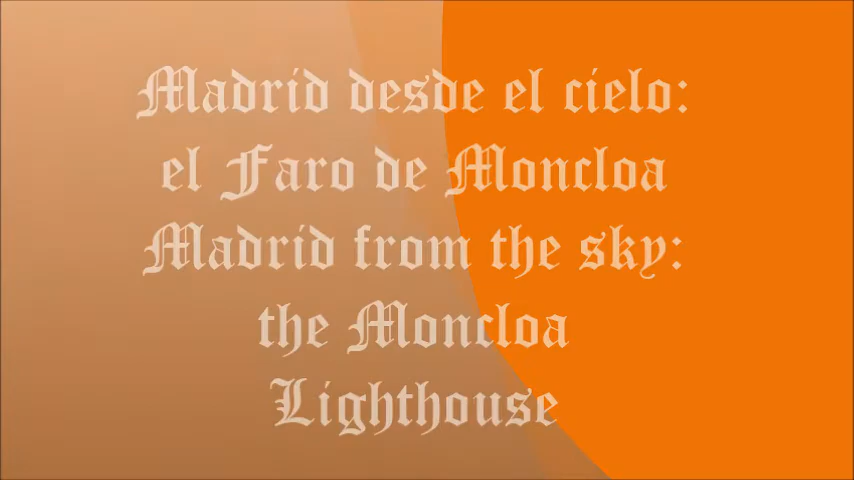 Madrid desde el cielo:
el Faro de Moncloa
Madrid from the sky:
the Moncloa
Lighthouse